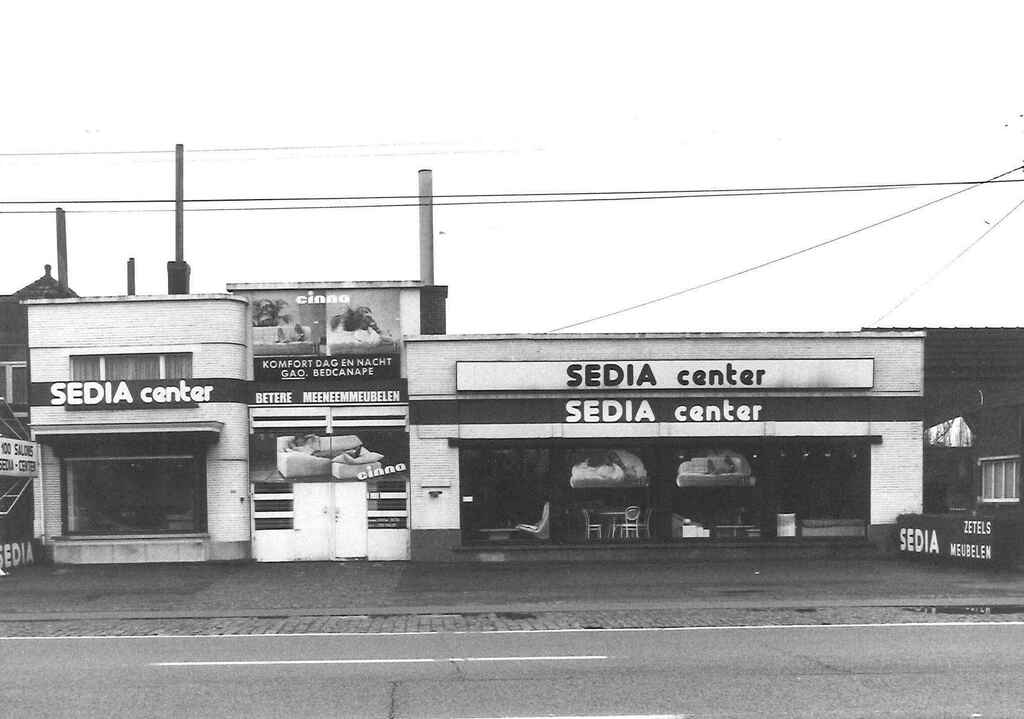 cinna
KOMFORT DAG EN NACHT
GAO. BEDCANAPE
SEDIA center
BETERE MEENEEMMEUBELEN
SEDIA center
SEDIA center
cinna
100 SALONS
SEDIA-CENTER
SEDIA
SEDIA
ZETELS
MEUBELEN